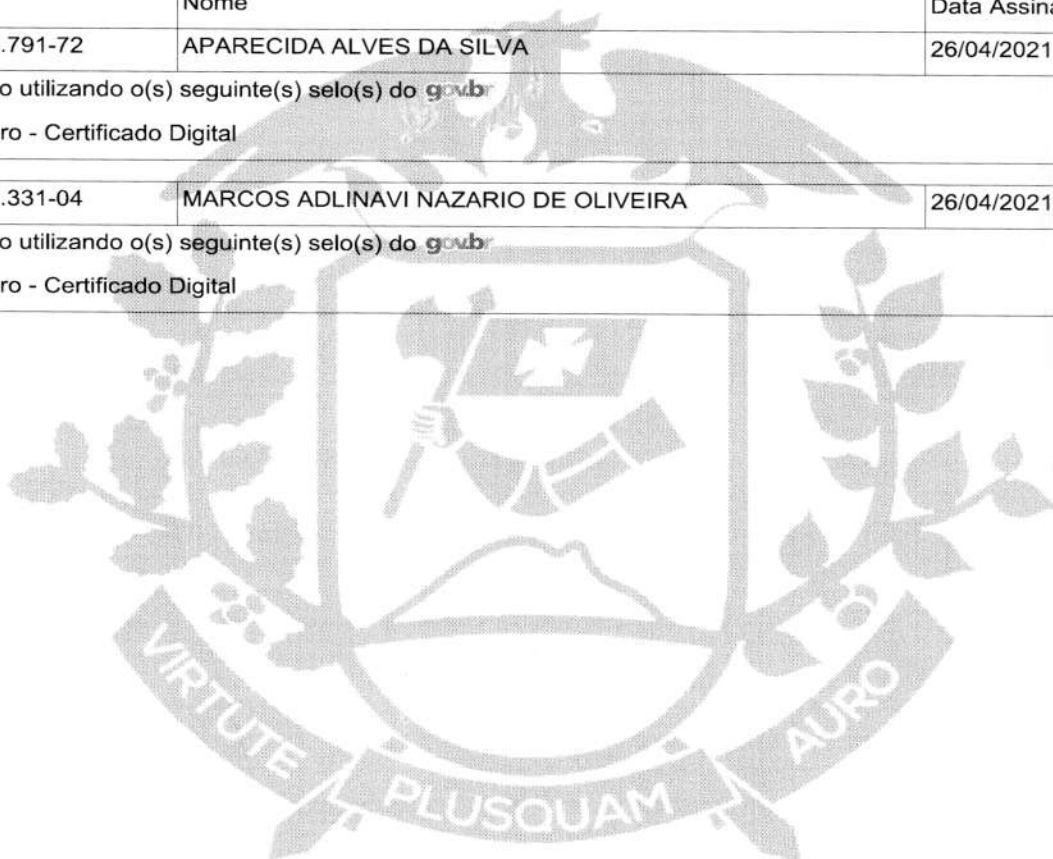 Nome Data Assina
.791-72 APARECIDA ALVES DA SILVA 26/04/2021
o utilizando o(s) seguinte(s) selo(s) do gov.br
ro - Certificado Digital
.331-04 MARCOS ADLINAVI NAZARIO DE OLIVEIRA 26/04/2021
o utilizando o(s) seguinte(s) selo(s) do gov.br
ro - Certificado Digital
VIRTUTE PLUSQUAM AURO